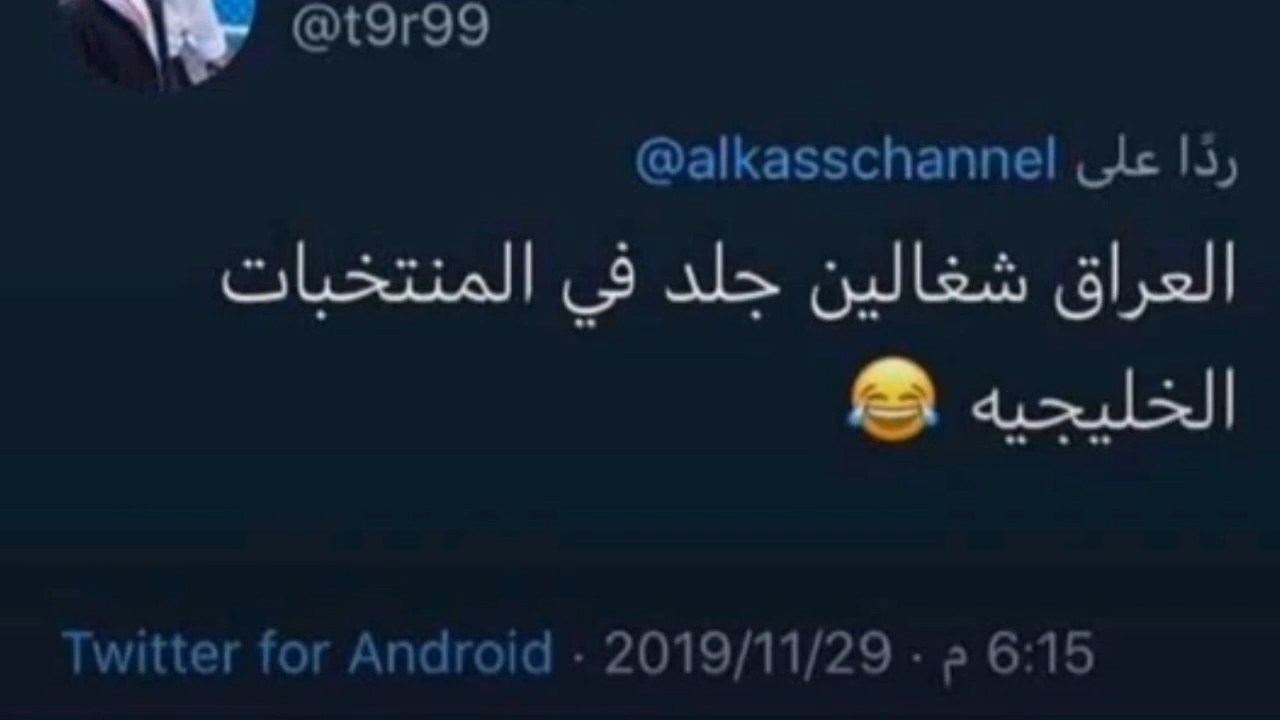 @t9r99
ردًا على @alkasschannel
العراق شغالين جلد في المنتخبات
الخليجيه 😂
6:15 م · 2019/11/29 · Twitter for Android